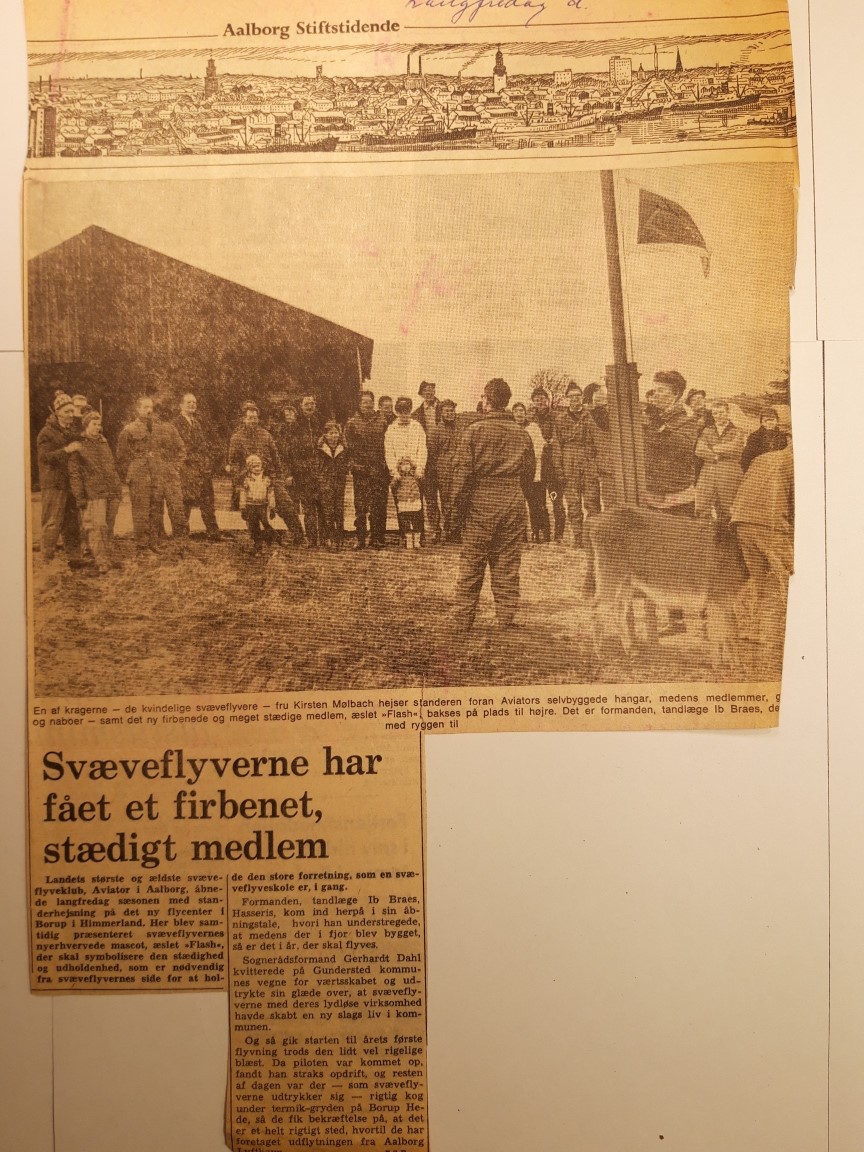 Langfredag d.
Aalborg Stiftstidende
En af kragerne — de kvindelige svæveflyvere — fru Kirsten Mølbach hejser standeren foran Aviators selvbyggede hangar, medens medlemmer, g
og naboer — samt det ny firbenede og meget stædige medlem, æslet »Flash«, bakses på plads til højre. Det er formanden, tandlæge Ib Braes, de
med ryggen til
Svæveflyverne har
fået et firbenet,
stædigt medlem
Landets største og ældste svæve-
flyveklub, Aviator i Aalborg, åbne-
de langfredag sæsonen med stan-
derhejsning på det ny flycenter i
Borup i Himmerland. Her blev sam-
tidig præsenteret svæveflyvernes
nyerhvervede mascot, æslet »Flash«,
der skal symbolisere den stædighed
og udholdenhed, som er nødvendig
fra svæveflyvernes side for at hol-
de den store forretning, som en svæ-
veflyveskole er, i gang.
Formanden, tandlæge Ib Braes,
Hasseris, kom ind herpå i sin åb-
ningstale, hvori han understregede,
at medens der i fjor blev bygget,
så er det i år, der skal flyves.
Sognerådsformand Gerhardt Dahl
kvitterede på Gundersted kommu-
nes vegne for værtsskabet og ud-
trykte sin glæde over, at svævefly-
verne med deres lydløse virksomhed
havde skabt en ny slags liv i kom-
munen.
Og så gik starten til årets første
flyvning trods den lidt vel rigelige
blæst. Da piloten var kommet op,
fandt han straks opdrift, og resten
af dagen var der — som svævefly-
verne udtrykker sig — rigtig kog
under termik-gryden på Borup He-
de, så de fik bekræftelse på, at det
er et helt rigtigt sted, hvortil de har
foretaget udflytningen fra Aalborg